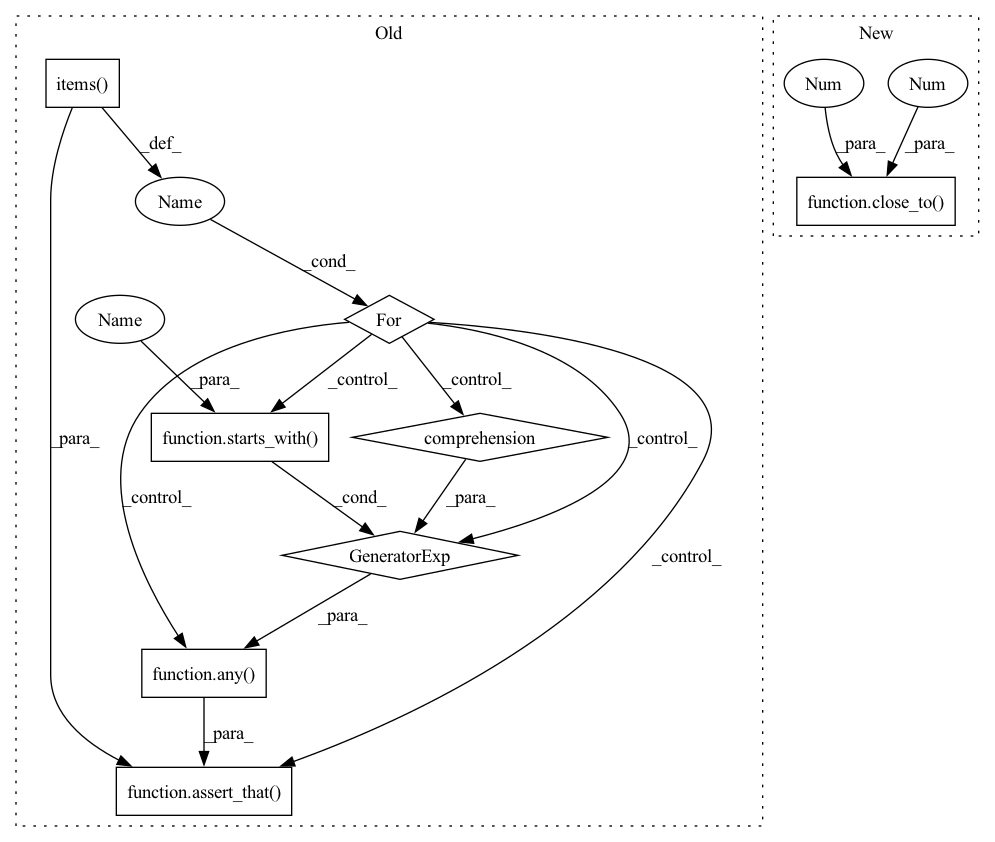 Old
New
items()
Num
Num
_def_
_para_
_para_
Name
function.close_to()
_cond_
Name
For
_para_
_control_
_control_
_para_
function.starts_with()
comprehension
_control_
_control_
_cond_
_para_
GeneratorExp
_control_
_para_
function.any()
_para_
function.assert_that()